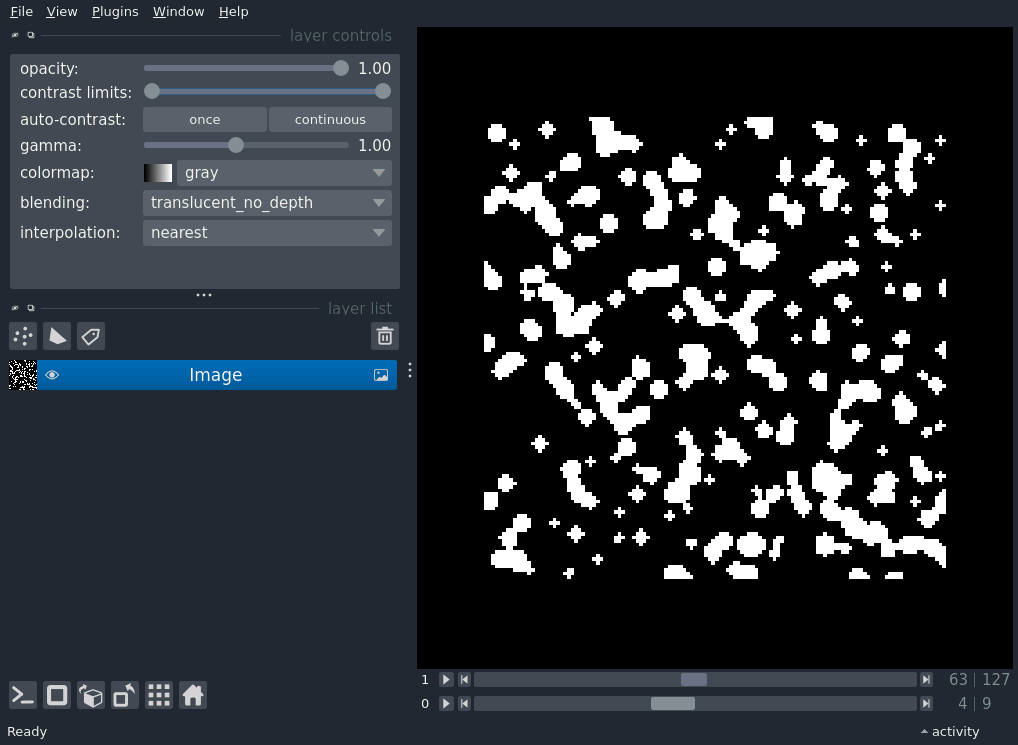 File View Plugins Window Help
layer controls
opacity: 1.00
contrast limits:
auto-contrast: once continuous
gamma: 1.00
colormap: gray
blending: translucent_no_depth
interpolation: nearest
layer list
Image
1 63 | 127
0 4 | 9
Ready activity